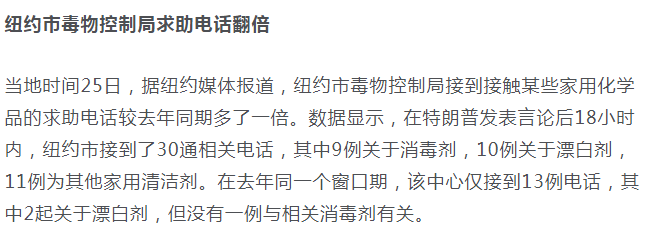 纽约市毒物控制局求助电话翻倍
当地时间25日，据纽约媒体报道，纽约市毒物控制局接到接触某些家用化学
品的求助电话较去年同期多了一倍。数据显示，在特朗普发表言论后18小时
内，纽约市接到了30通相关电话，其中9例关于消毒剂，10例关于漂白剂，
11例为其他家用清洁剂。在去年同一个窗口期，该中心仅接到13例电话，其
中2起关于漂白剂，但没有一例与相关消毒剂有关。